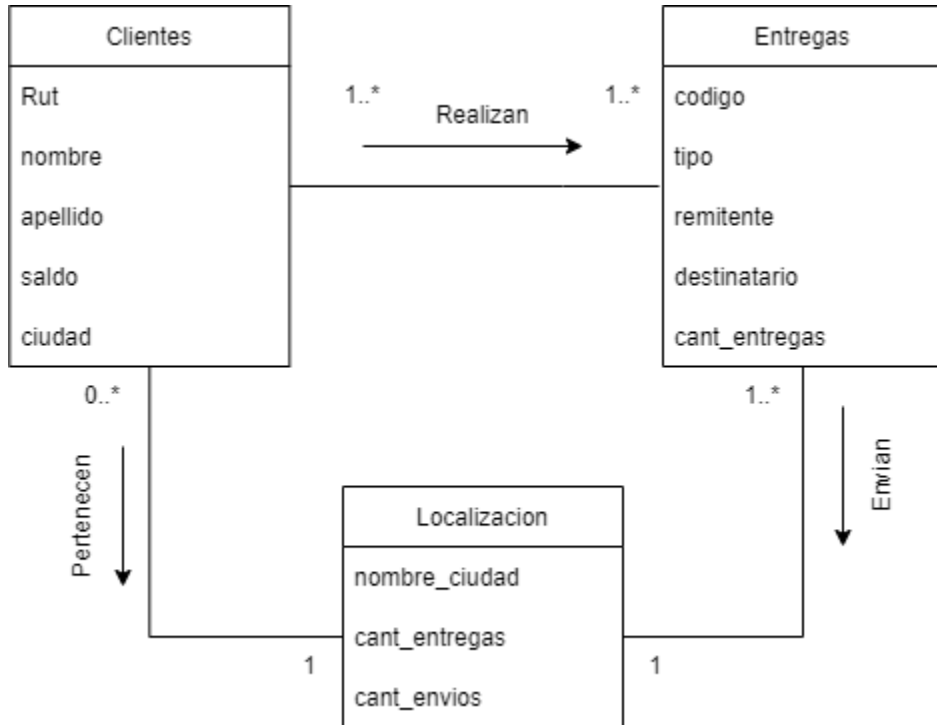 Clientes
Rut
nombre
apellido
saldo
ciudad
1..*
Realizan
1..*
Entregas
codigo
tipo
remitente
destinatario
cant_entregas
0..*
Pertenecen
1
Localizacion
nombre_ciudad
cant_entregas
cant_envios
1..*
Envian
1